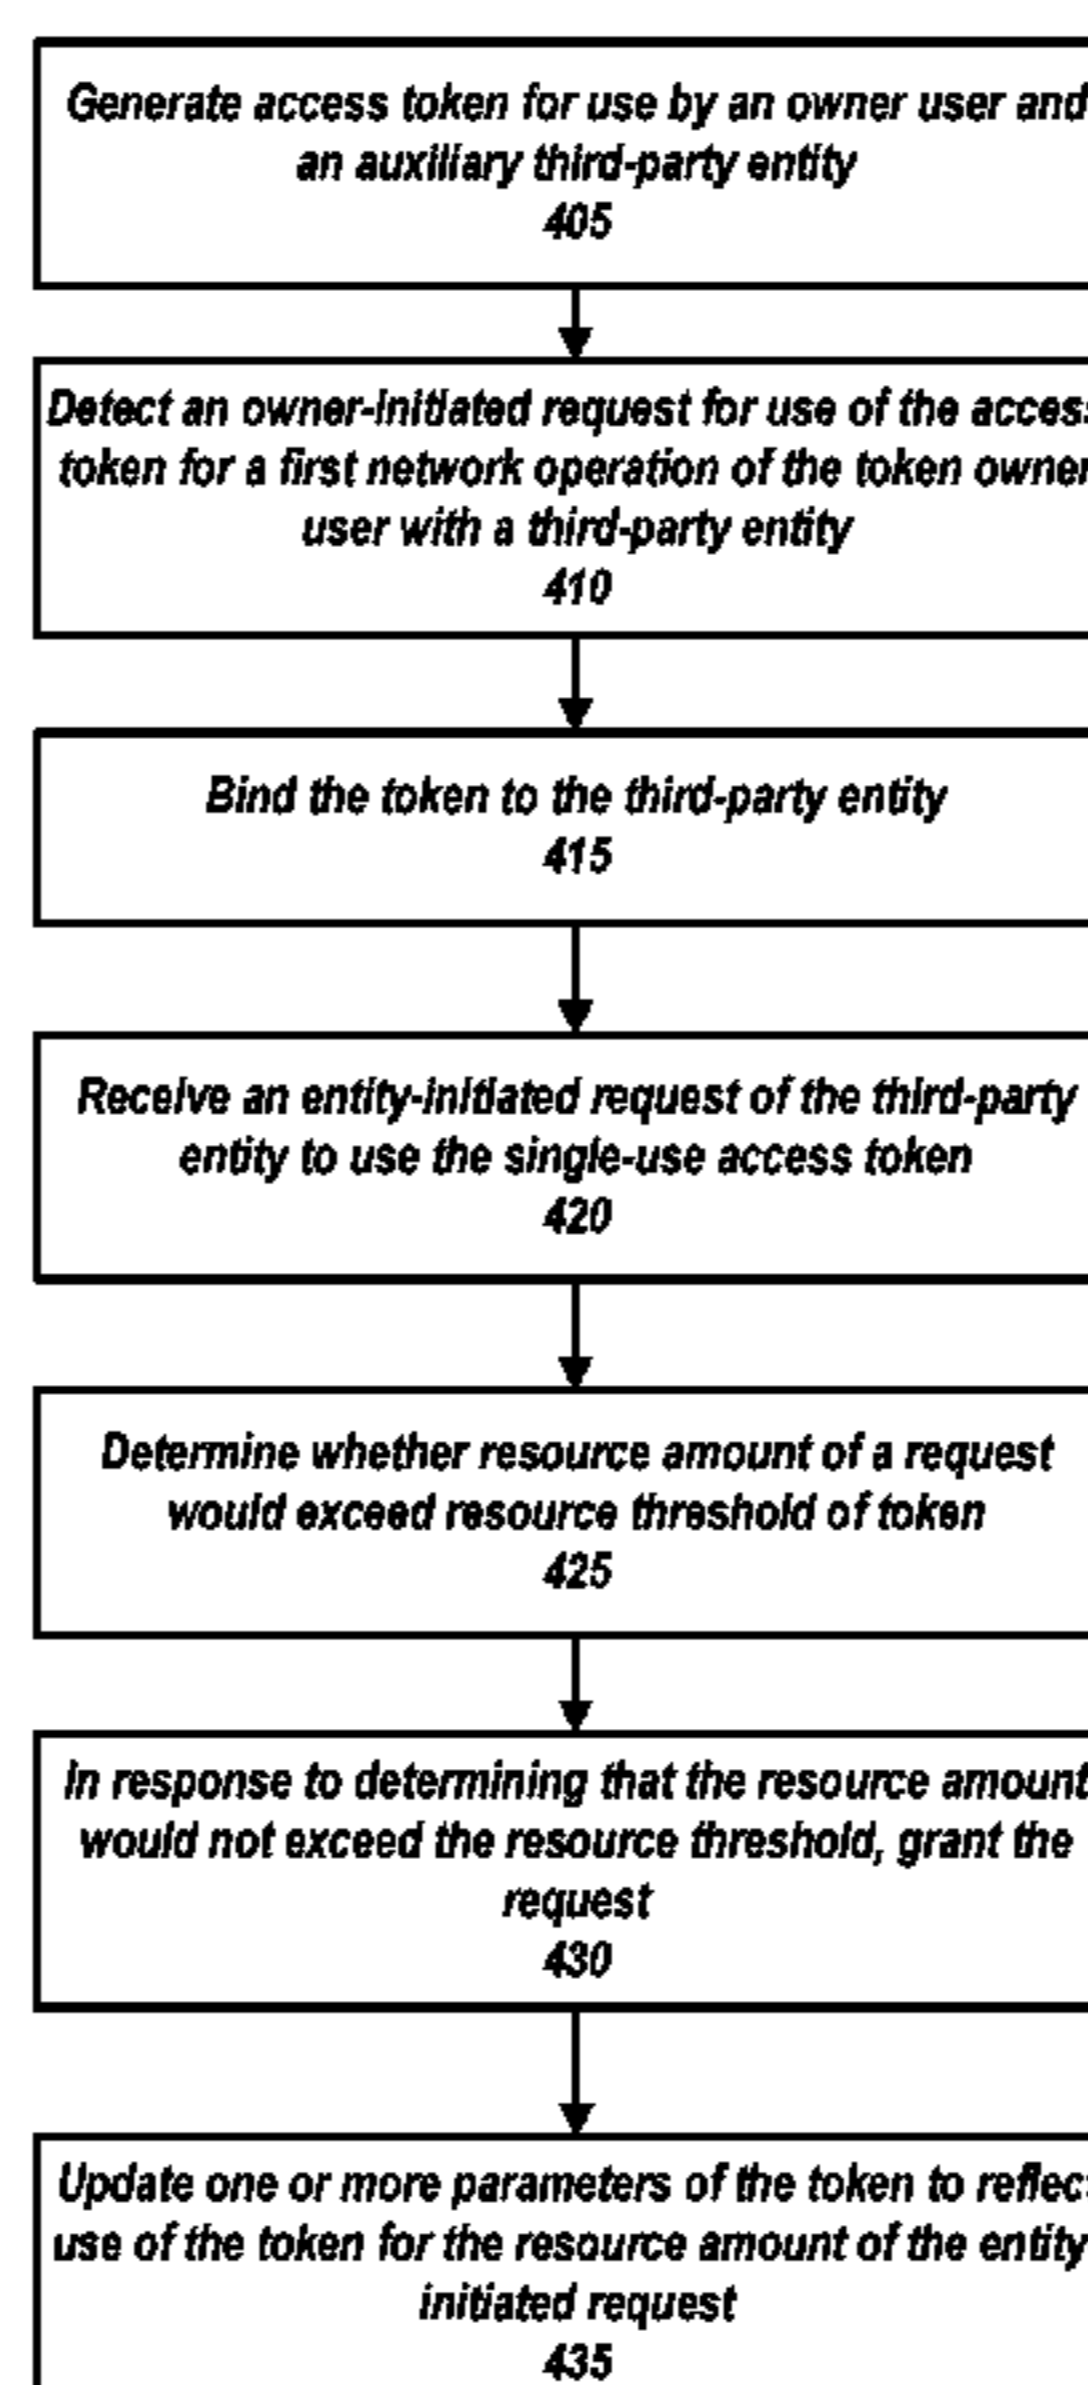 Generate access token for use by an owner user and
an auxiliary third-party entity
405
Detect an owner-initiated request for use of the access
token for a first network operation of the token owner
user with a third-party entity
410
Bind the token to the third-party entity
415
Receive an entity-initiated request of the third-party
entity to use the single-use access token
420
Determine whether resource amount of a request
would exceed resource threshold of token
425
In response to determining that the resource amount
would not exceed the resource threshold, grant the
request
430
Update one or more parameters of the token to reflect
use of the token for the resource amount of the entity
initiated request
435